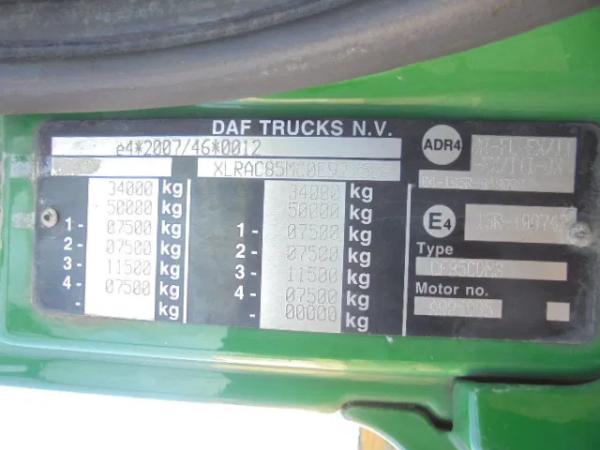 DAF TRUCKS N.V.
e4*2007/46*0012
34000 kg 34000 kg
50000 kg 50000 kg
1- 07500 kg 1- 07500 kg
2- 07500 kg 2- 07500 kg
3- 11500 kg 3- 11500 kg
4- 07500 kg 4- 07500 kg
00000 kg
ADR4
E4
Type
Motor no.